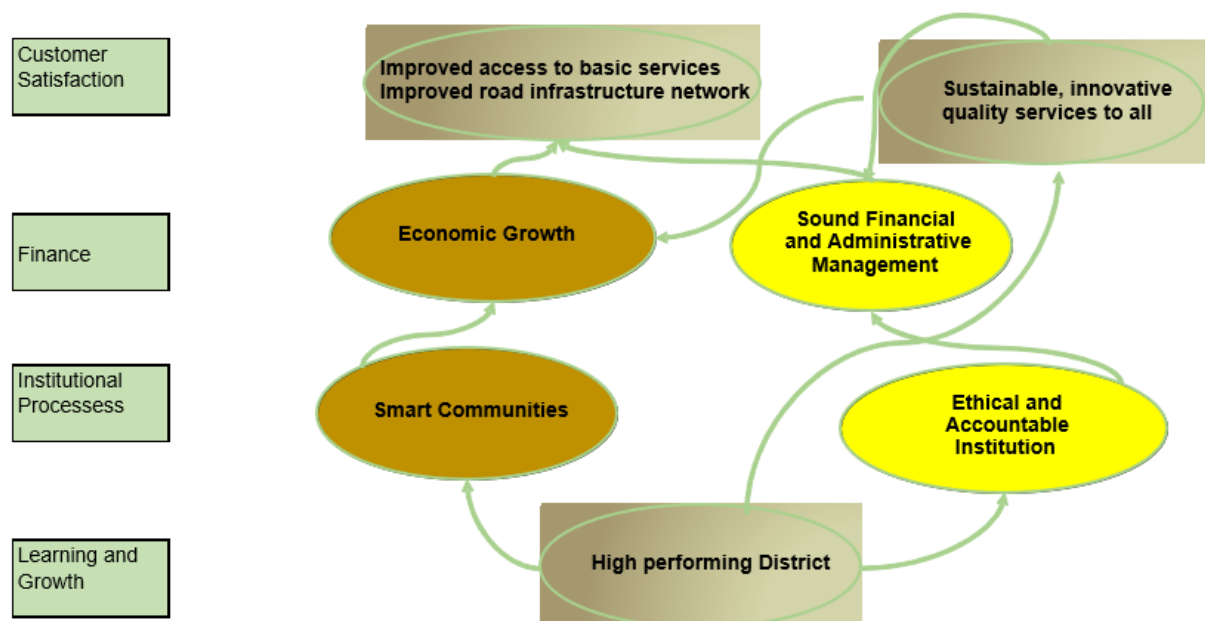 Customer
Satisfaction
Improved access to basic services
Improved road infrastructure network
Sustainable, innovative
quality services to all
Finance
Economic Growth
Sound Financial
and Administrative
Management
Institutional
Processess
Smart Communities
Ethical and
Accountable
Institution
Learning and
Growth
High performing District